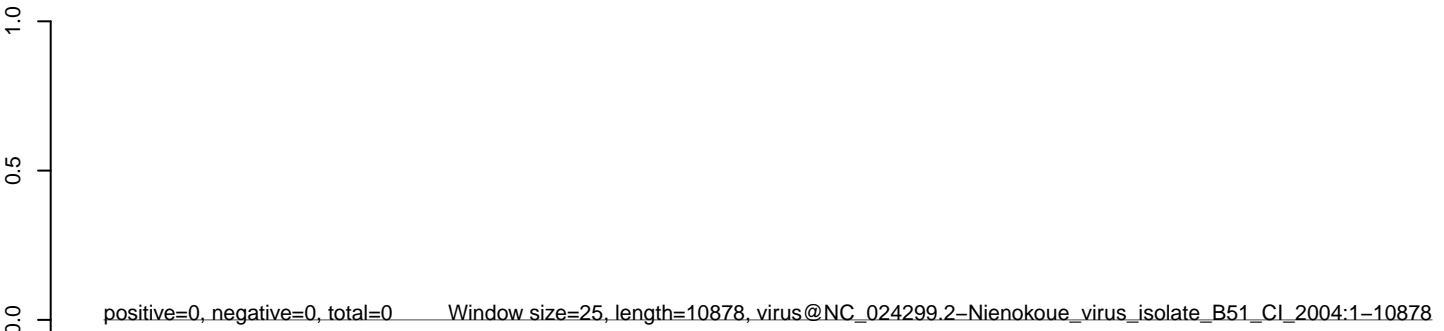 1.0
0.5
0.0
positive=0, negative=0, total=0 Window size=25, length=10878, virus@NC_024299.2−Nienokoue_virus_isolate_B51_CI_2004:1−10878